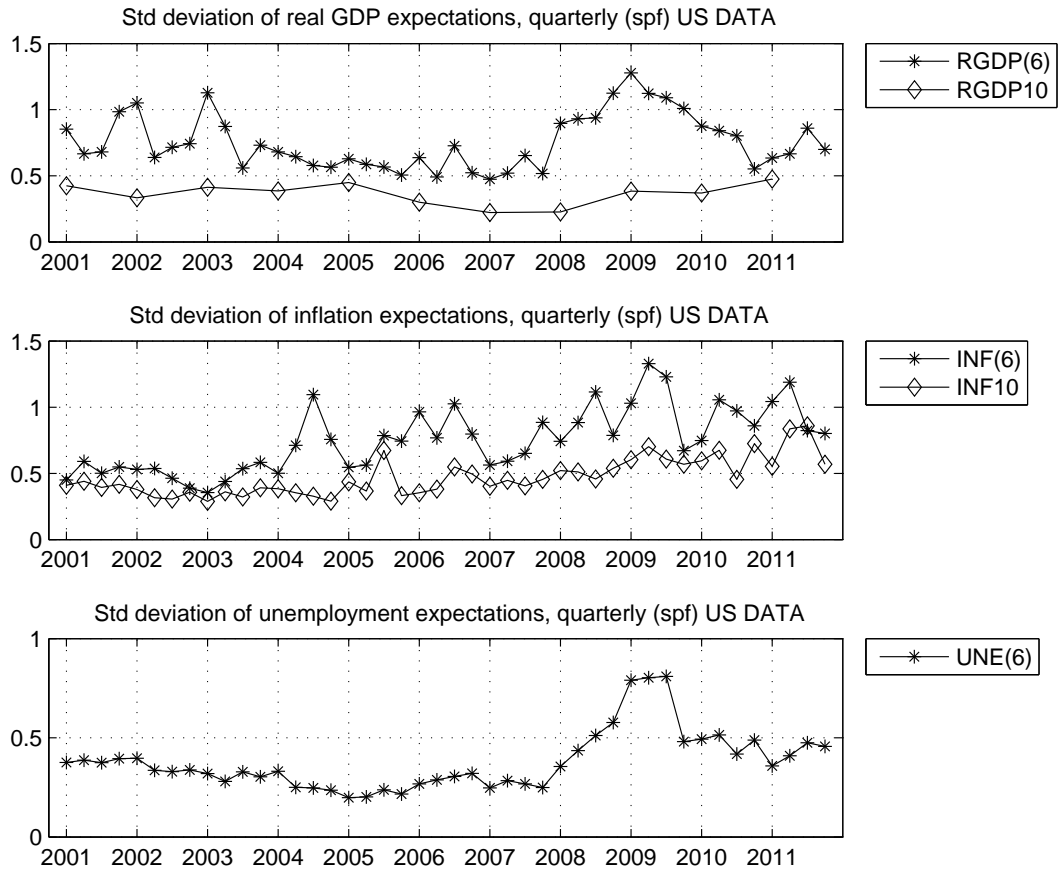 Std deviation of real GDP expectations, quarterly (spf) US DATA
1.5
1
0.5
0
2001 2002 2003 2004 2005 2006 2007 2008 2009 2010 2011
RGDP(6)
RGDP10
Std deviation of inflation expectations, quarterly (spf) US DATA
1.5
1
0.5
0
2001 2002 2003 2004 2005 2006 2007 2008 2009 2010 2011
INF(6)
INF10
Std deviation of unemployment expectations, quarterly (spf) US DATA
1
0.5
0
2001 2002 2003 2004 2005 2006 2007 2008 2009 2010 2011
UNE(6)